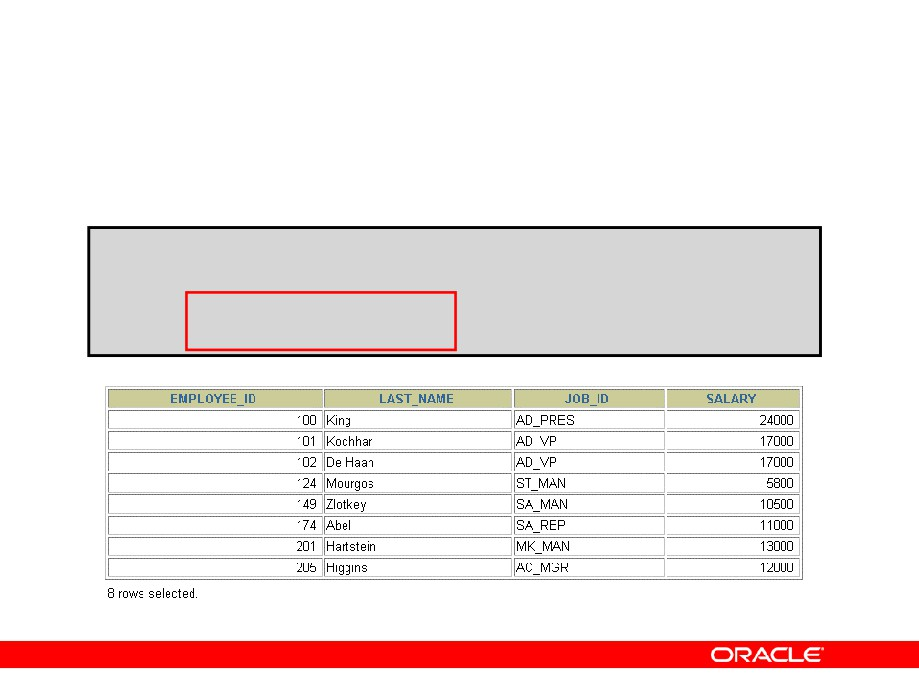 EMPLOYEE_ID LAST_NAME JOB_ID SALARY
100 King AD_PRES 24000
101 Kochhar AD_VP 17000
102 De Haan AD_VP 17000
124 Mourgos ST_MAN 5800
149 Zlotkey SA_MAN 10500
174 Abel SA_REP 11000
201 Hartstein MK_MAN 13000
205 Higgins AC_MGR 12000
8 rows selected.
ORACLE